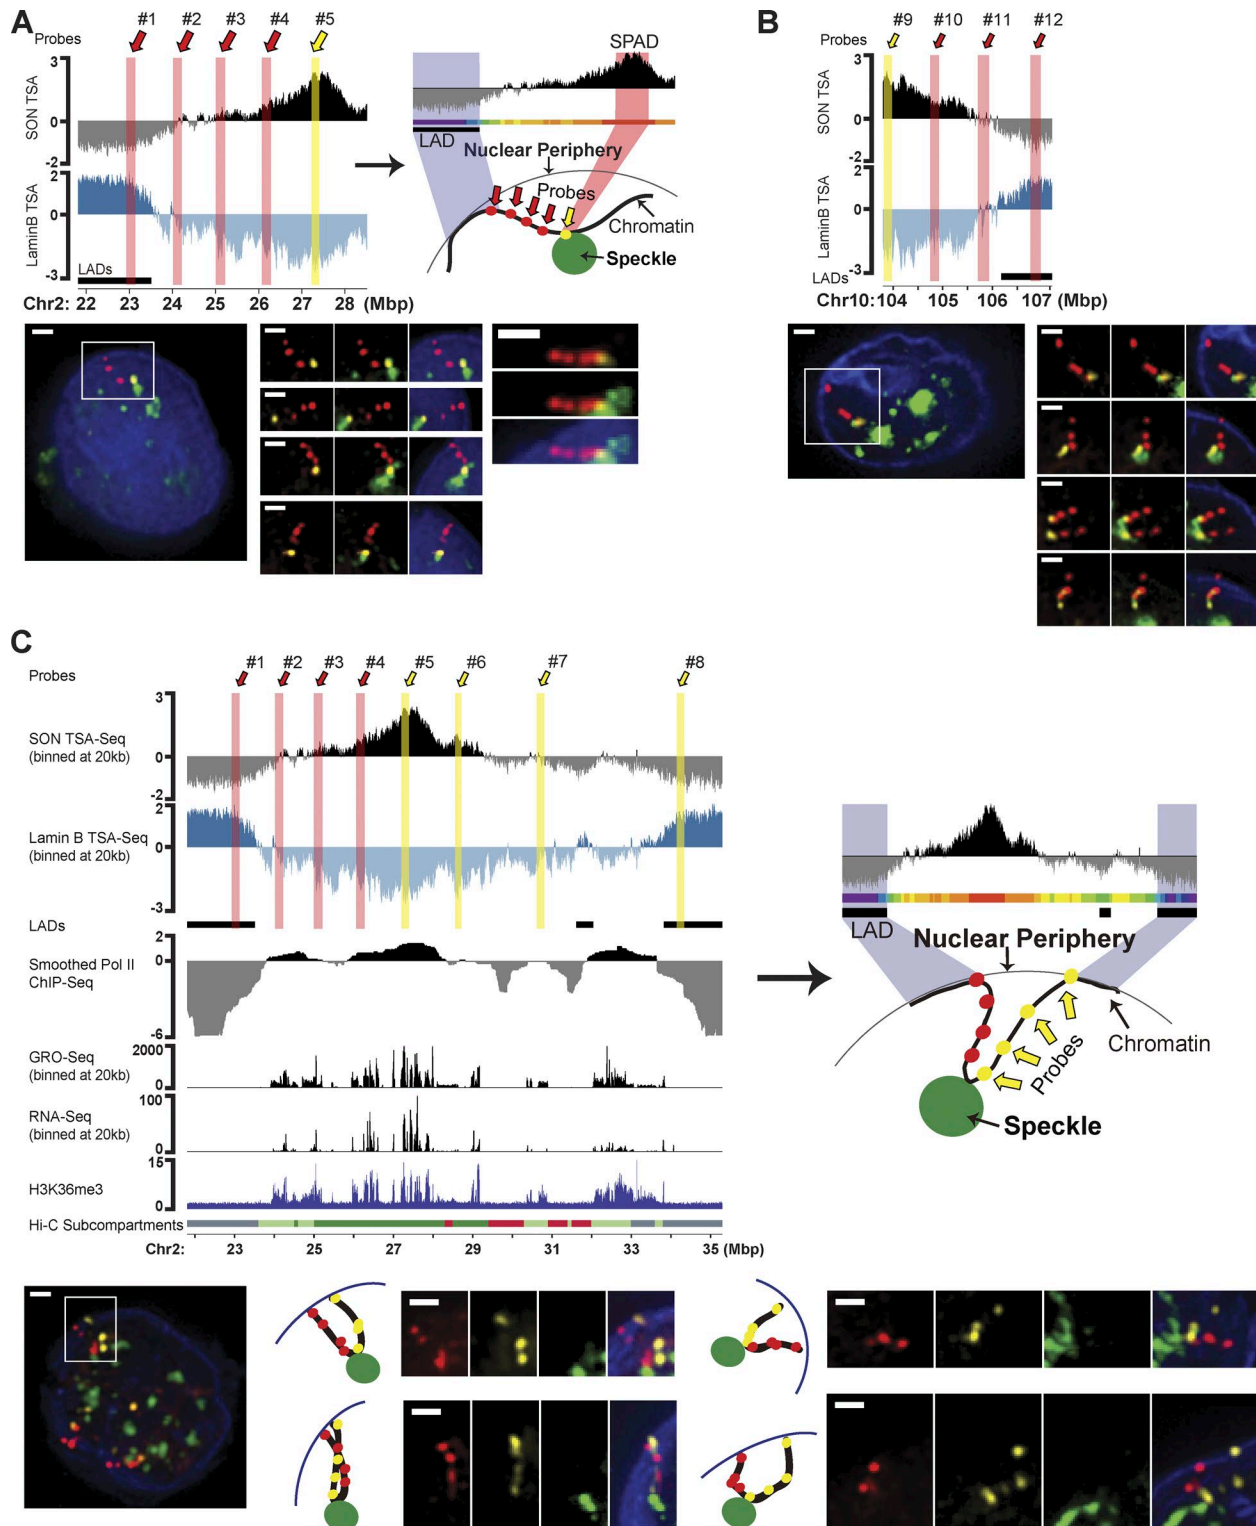 A
Probes
#1 #2 #3 #4 #5
3
0
-2
SON TSA
2
0
-3
LaminB TSA
LADs
Chr2: 22 23 24 25 26 27 28 (Mbp)
SPAD
LAD
Nuclear Periphery
Probes
Chromatin
Speckle
B
Probes
#9 #10 #11 #12
3
0
-2
SON TSA
2
0
-3
LaminB TSA
LADs
Chr10: 104 105 106 107 (Mbp)
C
Probes
#1 #2 #3 #4 #5 #6 #7 #8
3
SON TSA-Seq
(binned at 20kb)
0
-2
2
Lamin B TSA-Seq
(binned at 20kb)
0
-3
LADs
2
0
Smoothed Pol II
ChIP-Seq
-6
2000
GRO-Seq
(binned at 20kb)
0
100
RNA-Seq
(binned at 20kb)
0
15
H3K36me3
0
Hi-C Subcompartments
Chr2: 23 25 27 29 31 33 35 (Mbp)
LAD
Nuclear Periphery
Probes
Chromatin
Speckle